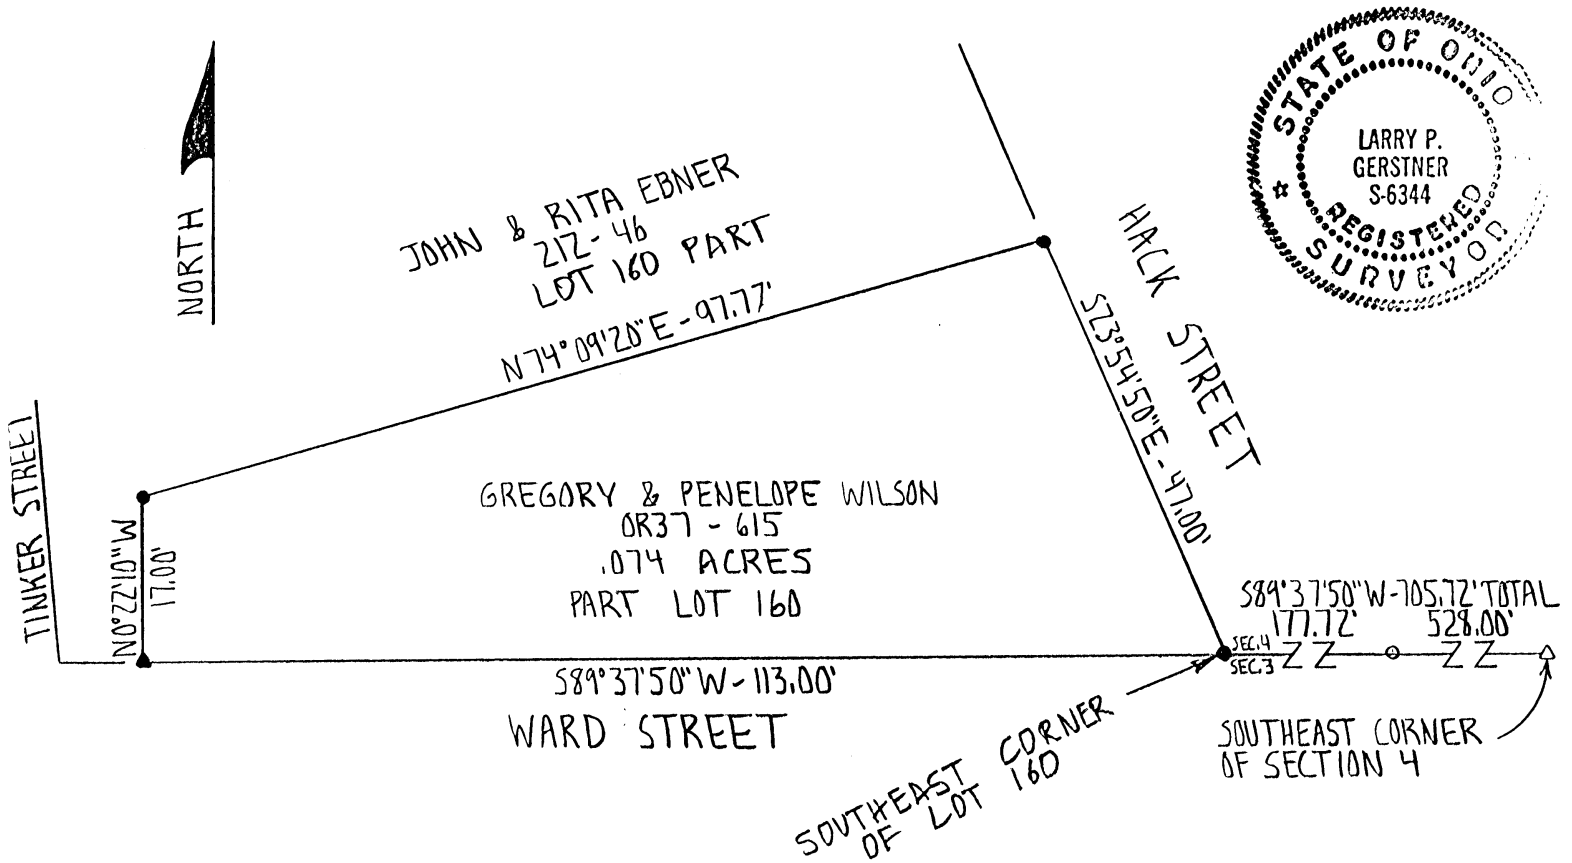 STATE OF OHIO
LARRY P.
GERSTNER
S-6344
REGISTERED
SURVEYOR
NORTH
JOHN & RITA EBNER
212-46
LOT 160 PART
N74°09'20"E-97.77'
HACK STREET
S23°54'50"E-47.00'
TINKER STREET
N0°22'10"W
17.00'
GREGORY & PENELOPE WILSON
OR37-615
.074 ACRES
PART LOT 160
S89°37'50"W-705.72'TOTAL
177.72' 528.00'
SEC.4
SEC.3
S89°37'50"W-113.00'
WARD STREET
SOUTHEAST CORNER
OF LOT 160
SOUTHEAST CORNER
OF SECTION 4